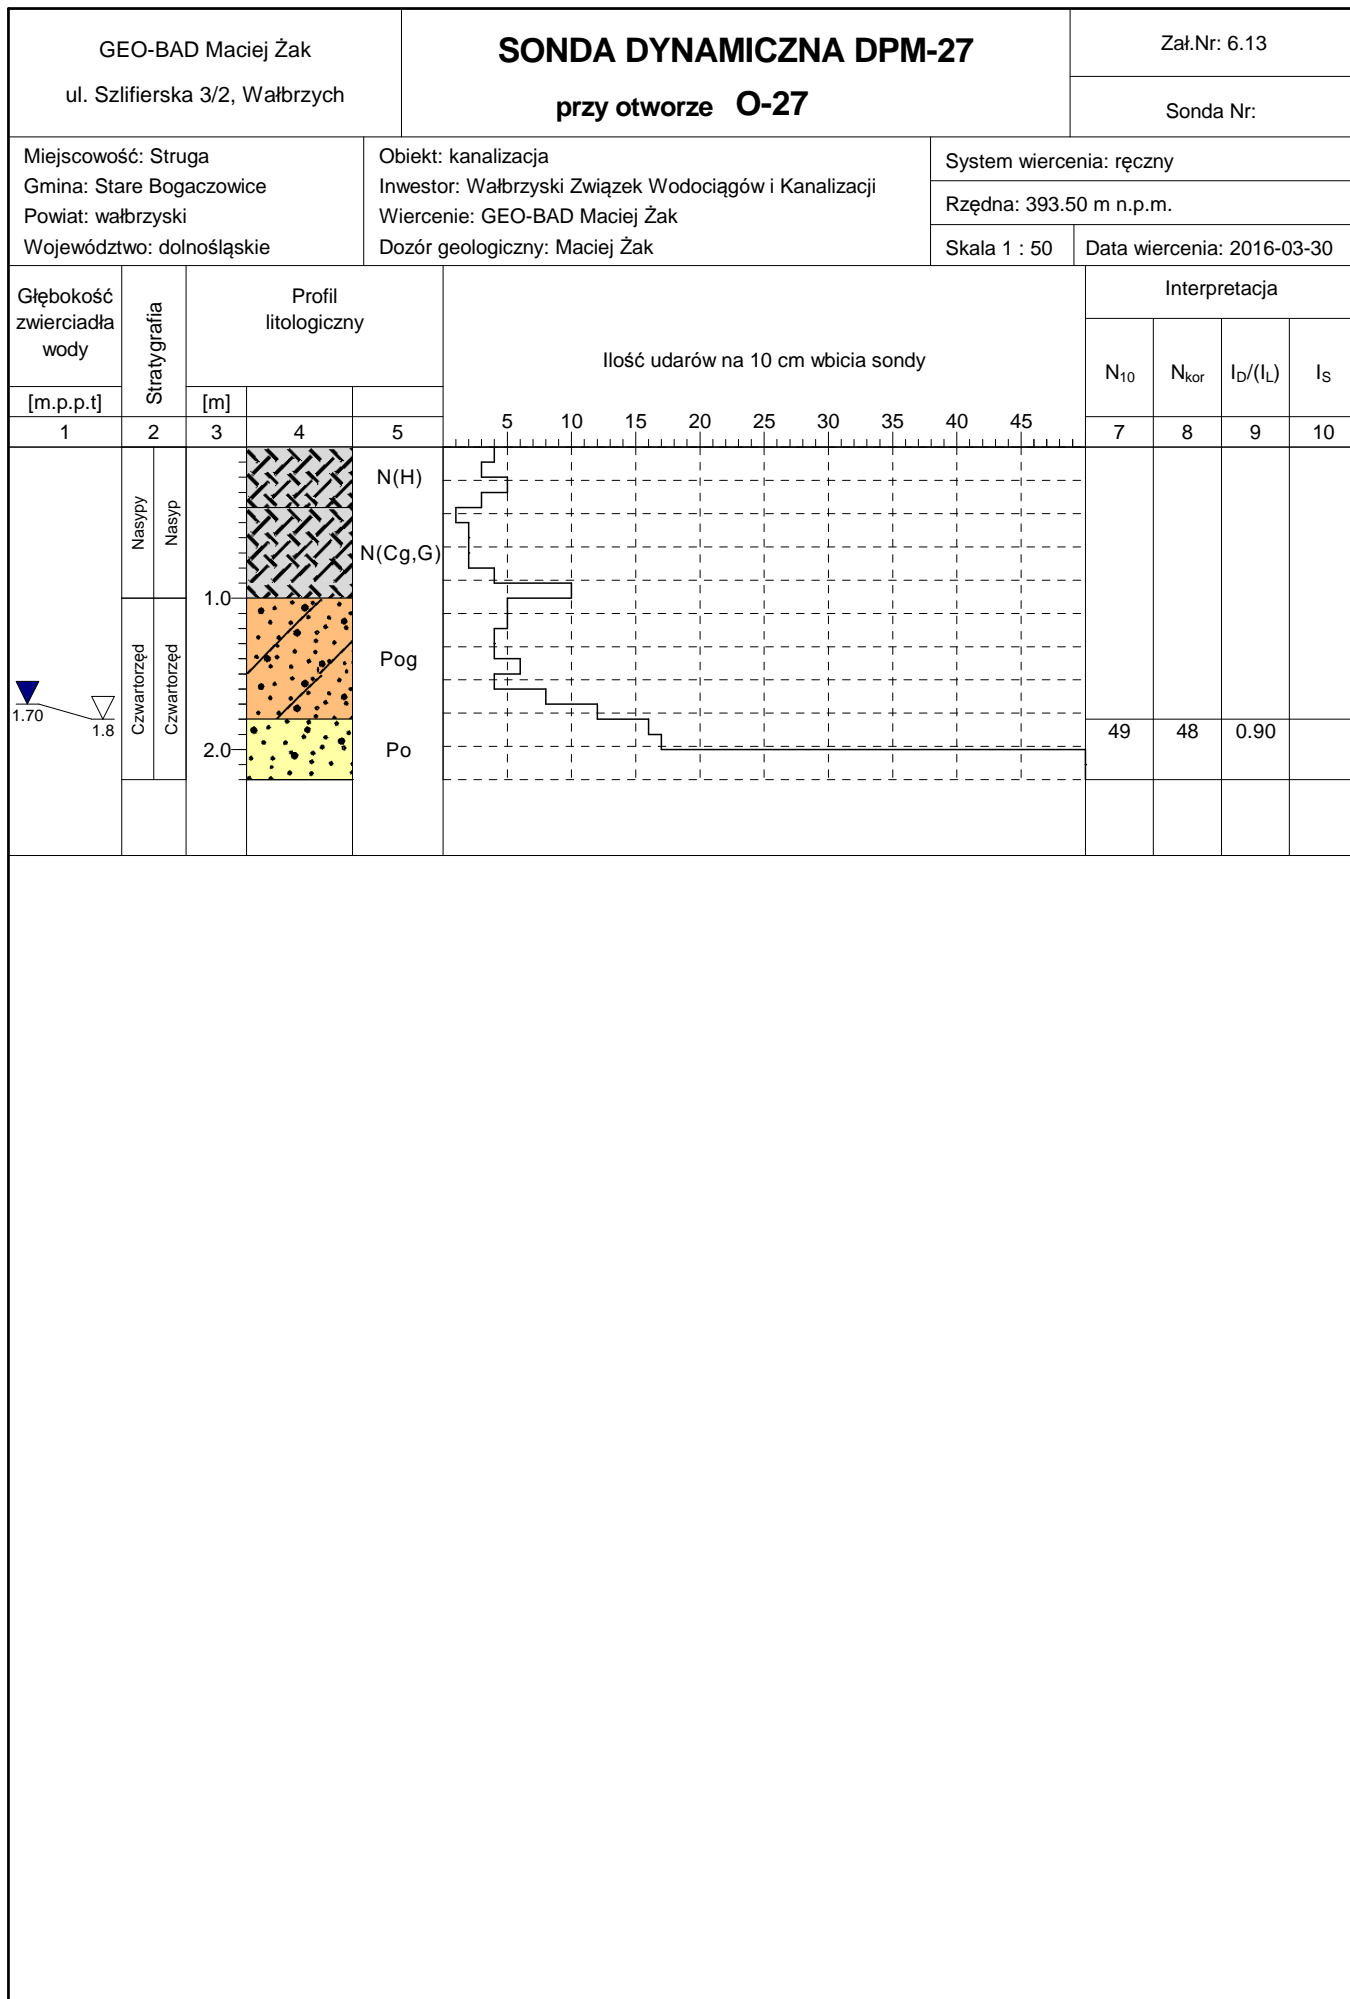 GEO-BAD Maciej Żak
ul. Szlifierska 3/2, Wałbrzych
SONDA DYNAMICZNA DPM-27
przy otworze O-27
Zał.Nr: 6.13
Sonda Nr:
Miejscowość: Struga
Gmina: Stare Bogaczowice
Powiat: wałbrzyski
Województwo: dolnośląskie
Obiekt: kanalizacja
Inwestor: Wałbrzyski Związek Wodociągów i Kanalizacji
Wiercenie: GEO-BAD Maciej Żak
Dozór geologiczny: Maciej Żak
System wiercenia: ręczny
Rzędna: 393.50 m n.p.m.
Skala 1 : 50
Data wiercenia: 2016-03-30
Głębokość
zwierciadła
wody
[m.p.p.t]
Stratygrafia
Profil
litologiczny
[m]
Ilość udarów na 10 cm wbicia sondy
Interpretacja
N10
Nkor
ID/(IL)
IS
5 10 15 20 25 30 35 40 45
1 2 3 4 5 7 8 9 10
Nasypy
Nasyp
N(H)
N(Cg,G)
1.0
Czwartorzęd
Czwartorzęd
Pog
1.70
1.8
2.0
Po
49 48 0.90